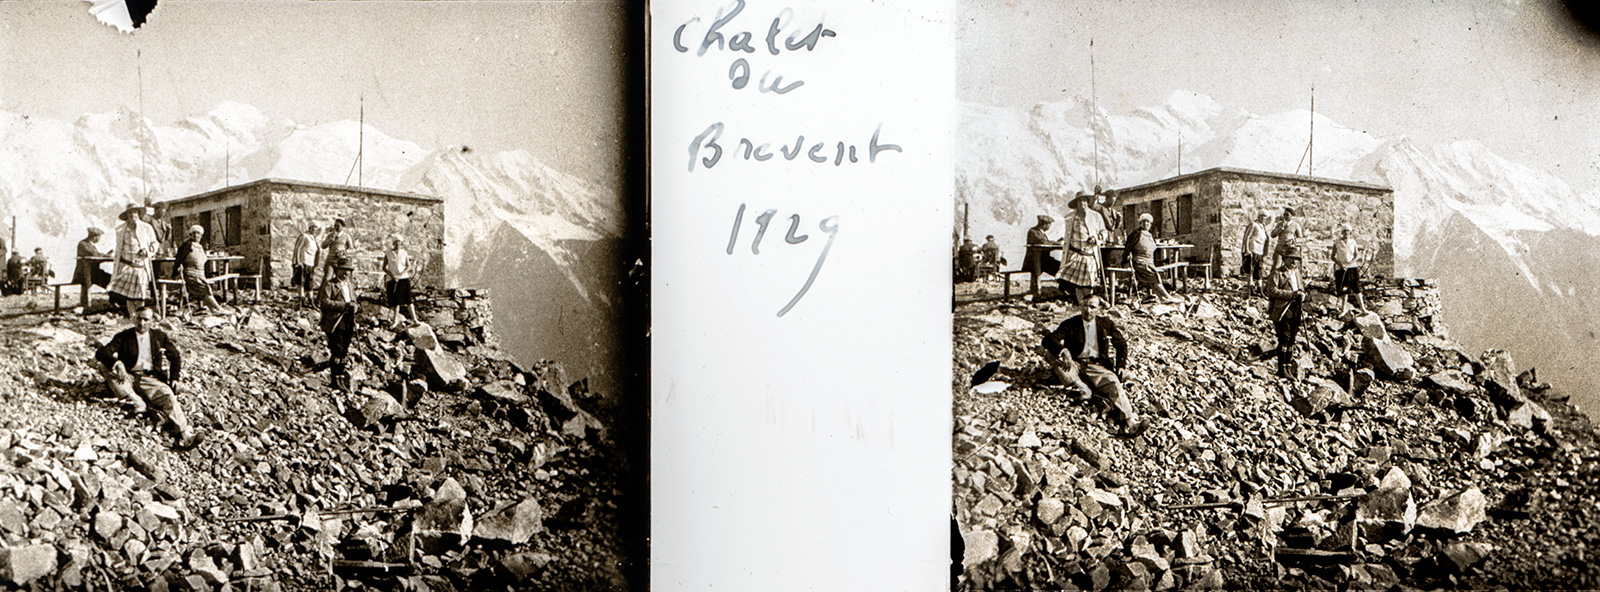 Chalet
du
Brevent
1929